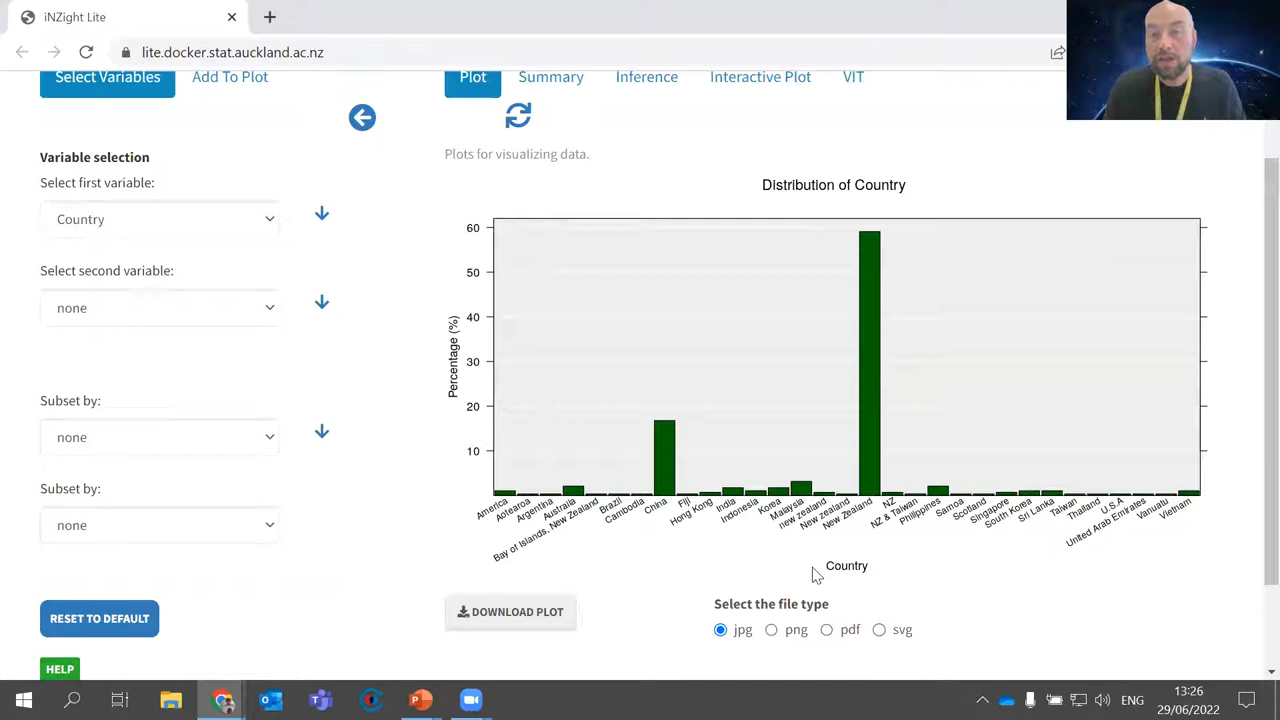 iNZight Lite
lite.docker.stat.auckland.ac.nz
Select Variables
Add To Plot
Plot
Summary
Inference
Interactive Plot
VIT
Variable selection
Select first variable:
Country
Select second variable:
none
Subset by:
none
Subset by:
none
RESET TO DEFAULT
HELP
Plots for visualizing data.
Distribution of Country
Percentage (%)
60
50
40
30
20
10
America
Aotearoa
Argentina
Australia
Bay of Islands, New Zealand
Brazil
Cambodia
China
Fiji
Hong Kong
India
Indonesia
Korea
Malaysia
new zealand
New zealand
New Zealand
NZ
NZ & Taiwan
Philippines
Samoa
Scotland
Singapore
South Korea
Sri Lanka
Taiwan
Thailand
U.S.A
United Arab Emirates
Vanuatu
Vietnam
Country
DOWNLOAD PLOT
Select the file type
jpg
png
pdf
svg
ENG
13:26
29/06/2022